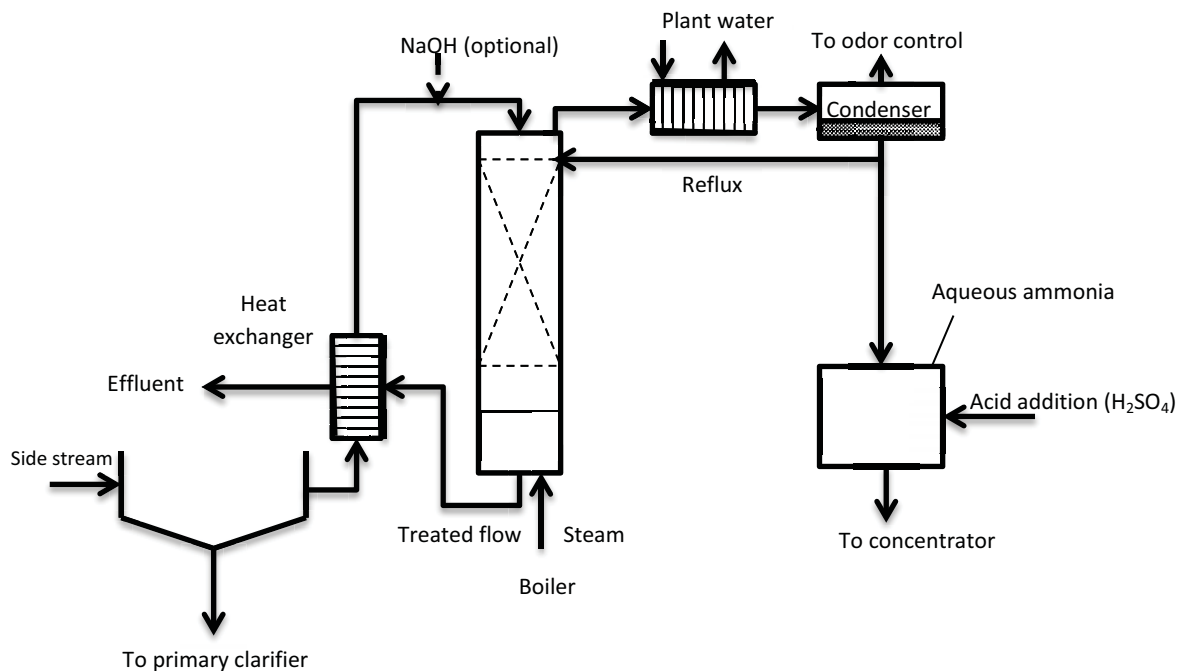 Plant water
NaOH (optional)
To odor control
Condenser
Reflux
Heat
exchanger
Aqueous ammonia
Effluent
Acid addition (H₂SO₄)
Side stream
Treated flow
Steam
To concentrator
Boiler
To primary clarifier